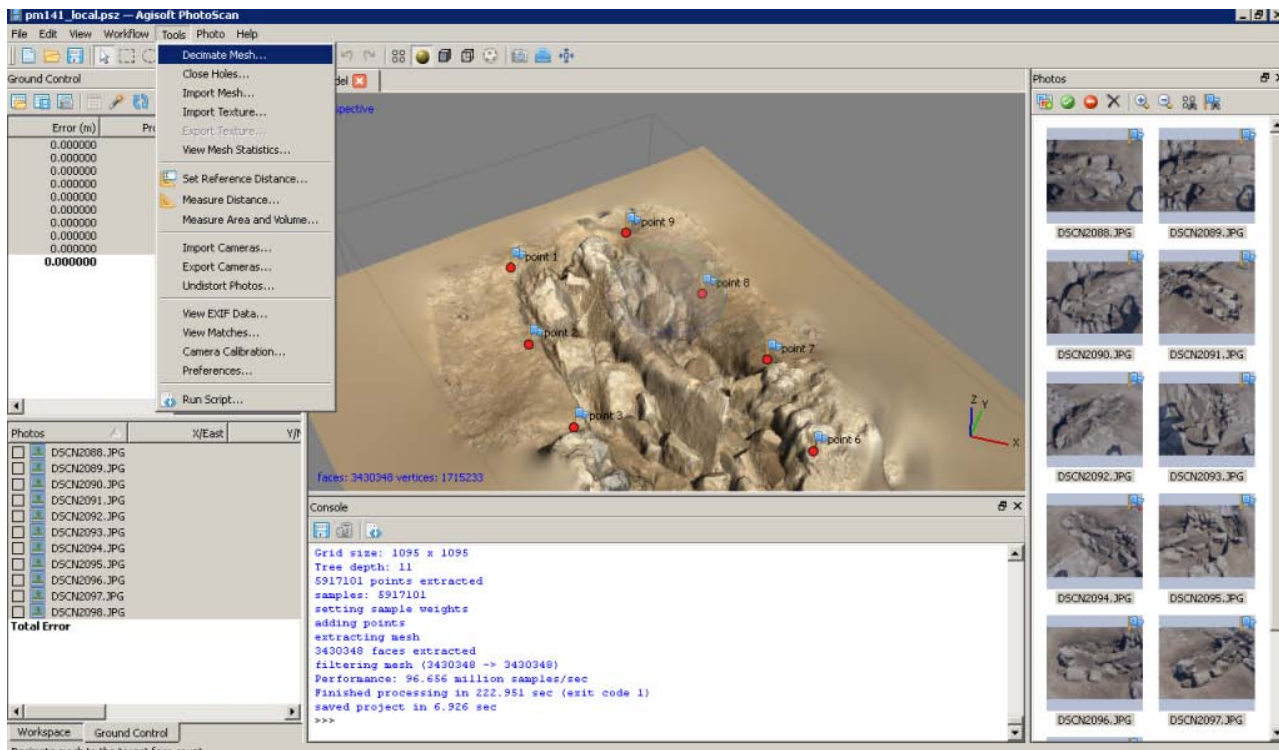 pm141_local.psz — Agisoft PhotoScan
File Edit View Workflow Tools Photo Help
Ground Control
Error (m)
0.000000
0.000000
0.000000
0.000000
0.000000
0.000000
0.000000
0.000000
0.000000
0.000000
Decimate Mesh...
Close Holes...
Import Mesh...
Import Texture...
Export Texture...
View Mesh Statistics...
Set Reference Distance...
Measure Distance...
Measure Area and Volume...
Import Cameras...
Export Cameras...
Undistort Photos...
View EXIF Data...
View Matches...
Camera Calibration...
Preferences...
Run Script...
point 9
point 1
point 8
point 2
point 7
point 3
point 6
Z
Y
X
faces: 3430348 vertices: 1715233
Photos X/East
DSCN2088.JPG
DSCN2089.JPG
DSCN2090.JPG
DSCN2091.JPG
DSCN2092.JPG
DSCN2093.JPG
DSCN2094.JPG
DSCN2095.JPG
DSCN2096.JPG
DSCN2097.JPG
DSCN2098.JPG
Total Error
Workspace Ground Control
Console
Grid size: 1095 x 1095
Tree depth: 11
5917101 points extracted
samples: 5917101
setting sample weights
adding points
extracting mesh
3430348 faces extracted
filtering mesh (3430348 -> 3430348)
Performance: 96.656 million samples/sec
Finished processing in 222.951 sec (exit code 1)
saved project in 6.926 sec
>>>
Photos
DSCN2088.JPG DSCN2089.JPG
DSCN2090.JPG DSCN2091.JPG
DSCN2092.JPG DSCN2093.JPG
DSCN2094.JPG DSCN2095.JPG
DSCN2096.JPG DSCN2097.JPG